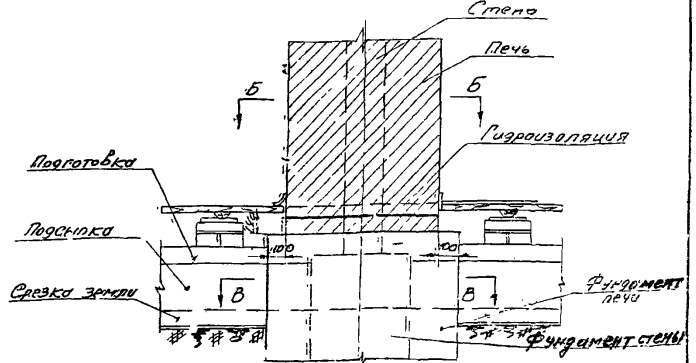 Стена
Печь
Б
Б
Гидроизоляция
Подготовка
Подсыпка
100
100
В
В
Срезка земли
Фундамент
печи
Фундамент стены